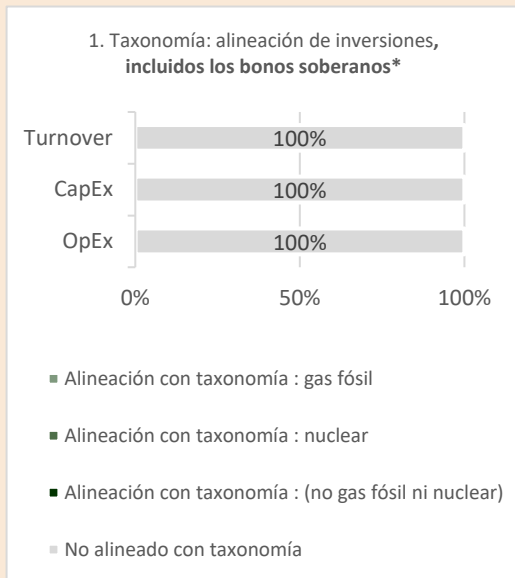 1. Taxonomía: alineación de inversiones,
incluidos los bonos soberanos*
Turnover 100%
CapEx 100%
OpEx 100%
0% 50% 100%
Alineación con taxonomía : gas fósil
Alineación con taxonomía : nuclear
Alineación con taxonomía : (no gas fósil ni nuclear)
No alineado con taxonomía